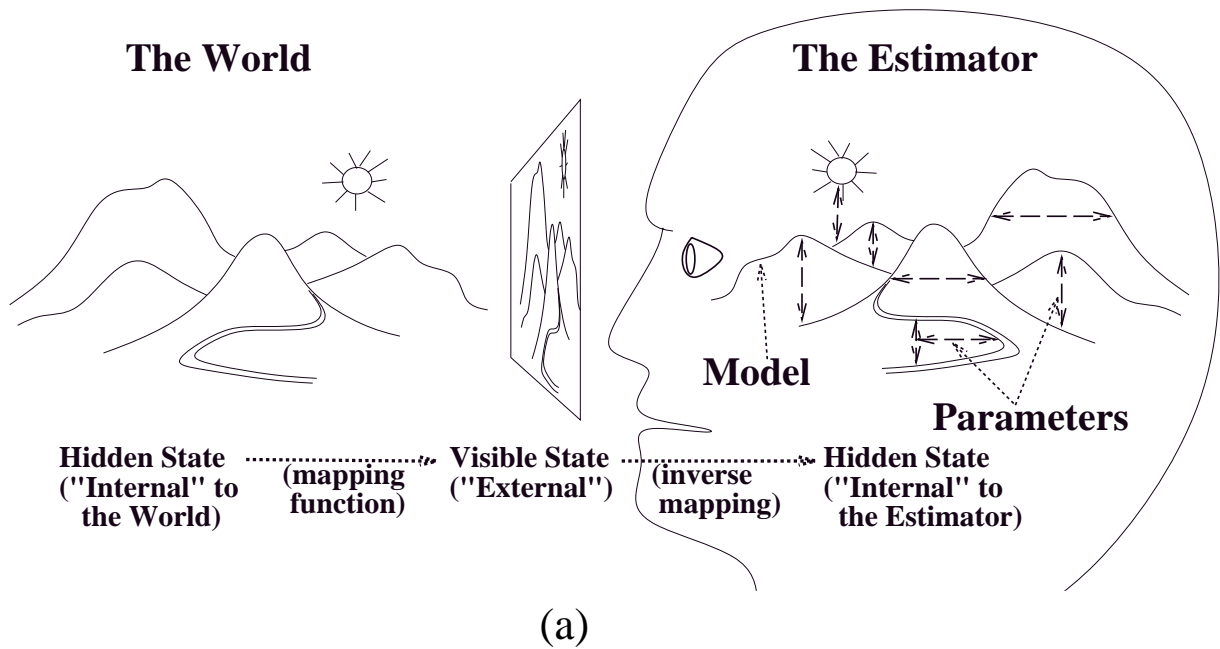 The World
The Estimator
Model
Parameters
Hidden State
("Internal" to
the World)
(mapping
function)
Visible State
("External")
(inverse
mapping)
Hidden State
("Internal" to
the Estimator)
(a)